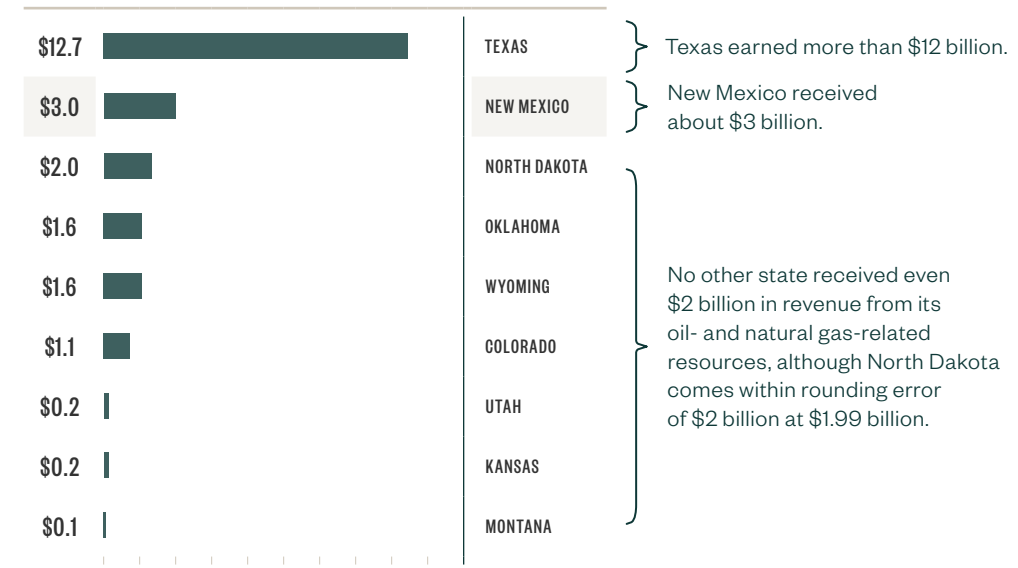 $12.7 TEXAS Texas earned more than $12 billion.
$3.0 NEW MEXICO New Mexico received
about $3 billion.
$2.0 NORTH DAKOTA
$1.6 OKLAHOMA
$1.6 WYOMING
$1.1 COLORADO
$0.2 UTAH
$0.2 KANSAS
$0.1 MONTANA
No other state received even
$2 billion in revenue from its
oil- and natural gas-related
resources, although North Dakota
comes within rounding error
of $2 billion at $1.99 billion.